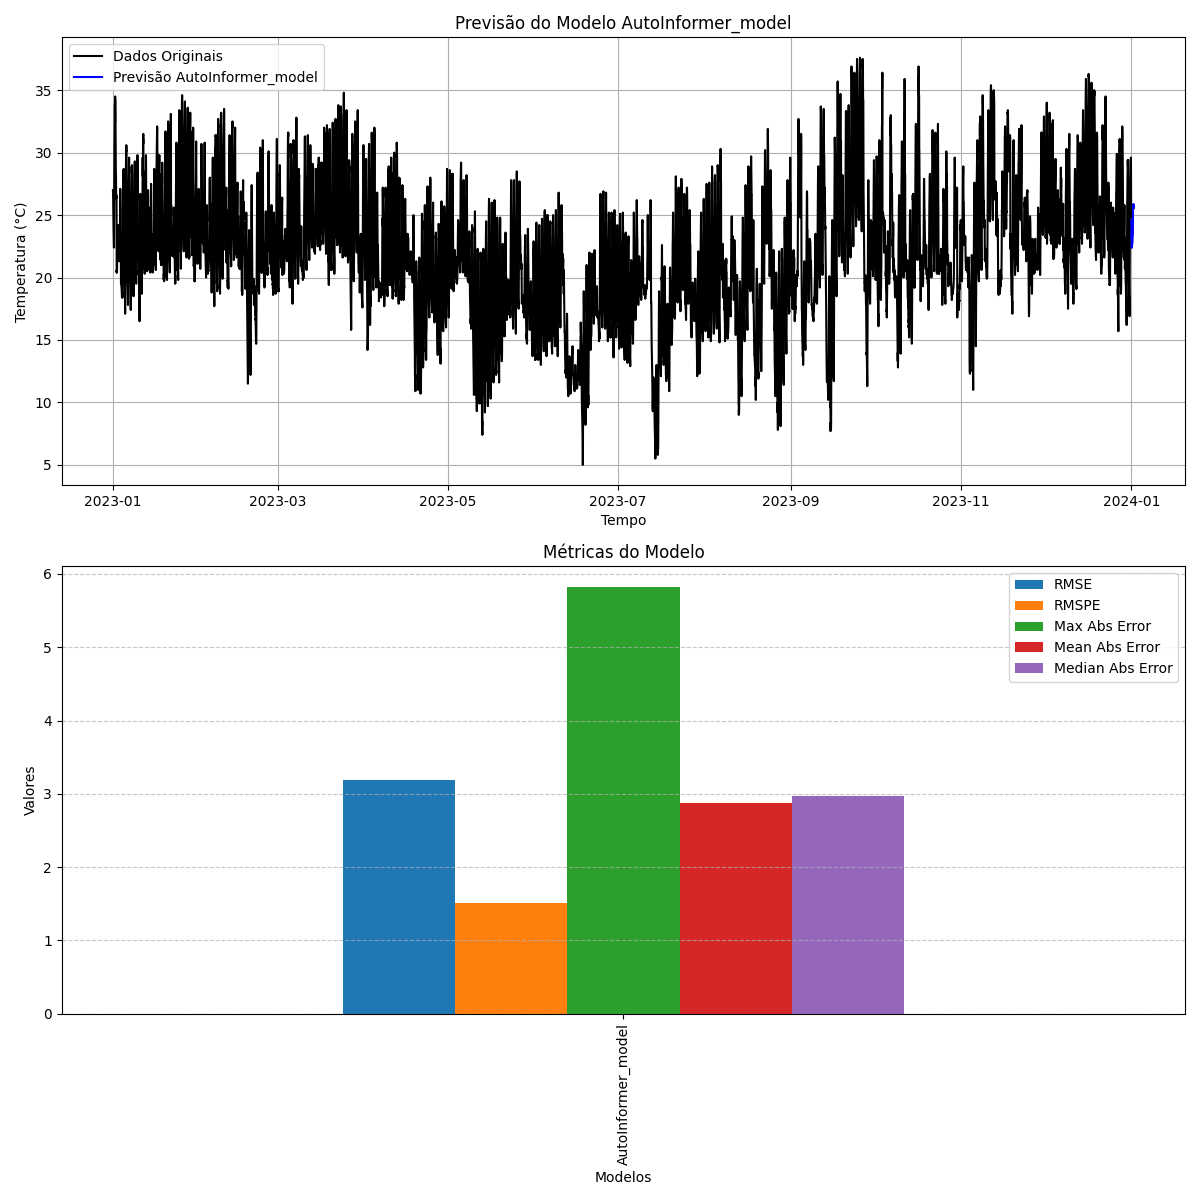 Previsão do Modelo AutoInformer_model
Dados Originais
Previsão AutoInformer_model
Temperatura (°C)
35
30
25
20
15
10
5
2023-01 2023-03 2023-05 2023-07 2023-09 2023-11 2024-01
Tempo
Métricas do Modelo
RMSE
RMSPE
Max Abs Error
Mean Abs Error
Median Abs Error
Valores
6
5
4
3
2
1
0
AutoInformer_model
Modelos